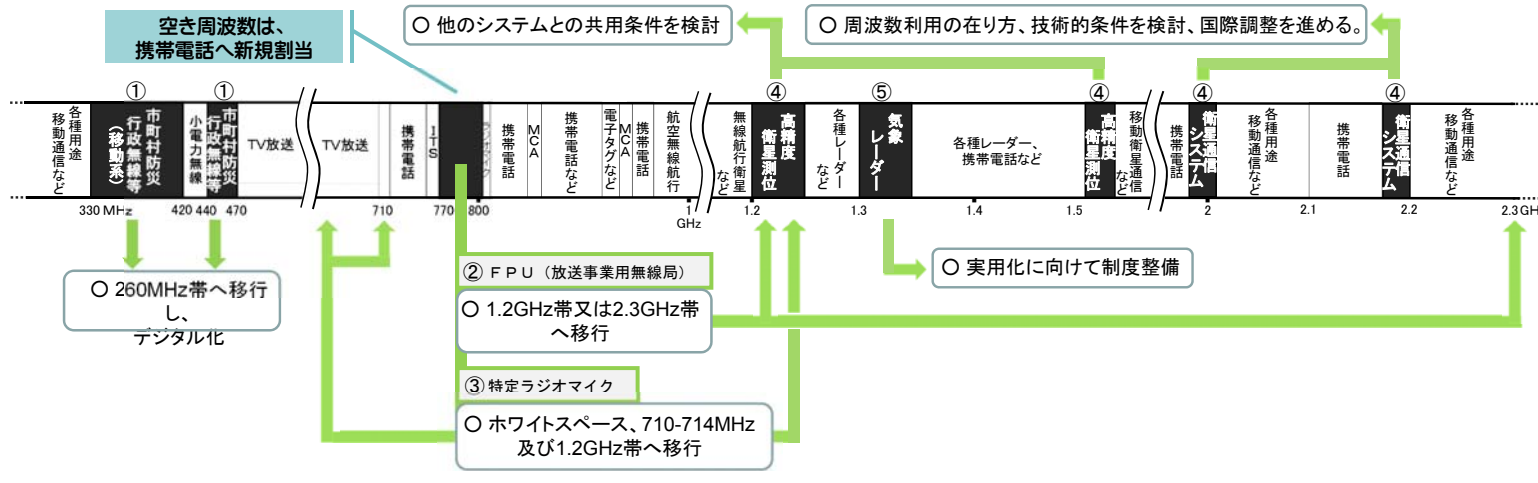 空き周波数は、
携帯電話へ新規割当
○ 他のシステムとの共用条件を検討
○ 周波数利用の在り方、技術的条件を検討、国際調整を進める。
①
①
④
⑤
④
④
④
各種用途
移動通信など
市町村防災
行政無線等
(移動系)
小電力無線
市町村防災
行政無線等
TV放送
TV放送
携帯電話
ITS
ラジオマイク
携帯電話
MCA
携帯電話など
電子タグなど
MCA
携帯電話
航空無線航行
無線航行衛星
など
高精度
衛星測位
各種レーダー
など
気象
レーダー
各種レーダー、
携帯電話など
高精度
衛星測位
移動衛星通信
など
携帯電話
衛星通信
システム
各種用途
移動通信など
携帯電話
衛星通信
システム
各種用途
移動通信など
330 MHz
420
440
470
710
770
800
1
GHz
1.2
1.3
1.4
1.5
2
2.1
2.2
2.3 GH
○ 260MHz帯へ移行
し、
デジタル化
② FPU (放送事業用無線局)
○ 1.2GHz帯又は2.3GHz帯
へ移行
○ 実用化に向けて制度整備
③ 特定ラジオマイク
○ ホワイトスペース、710-714MHz
及び1.2GHz帯へ移行